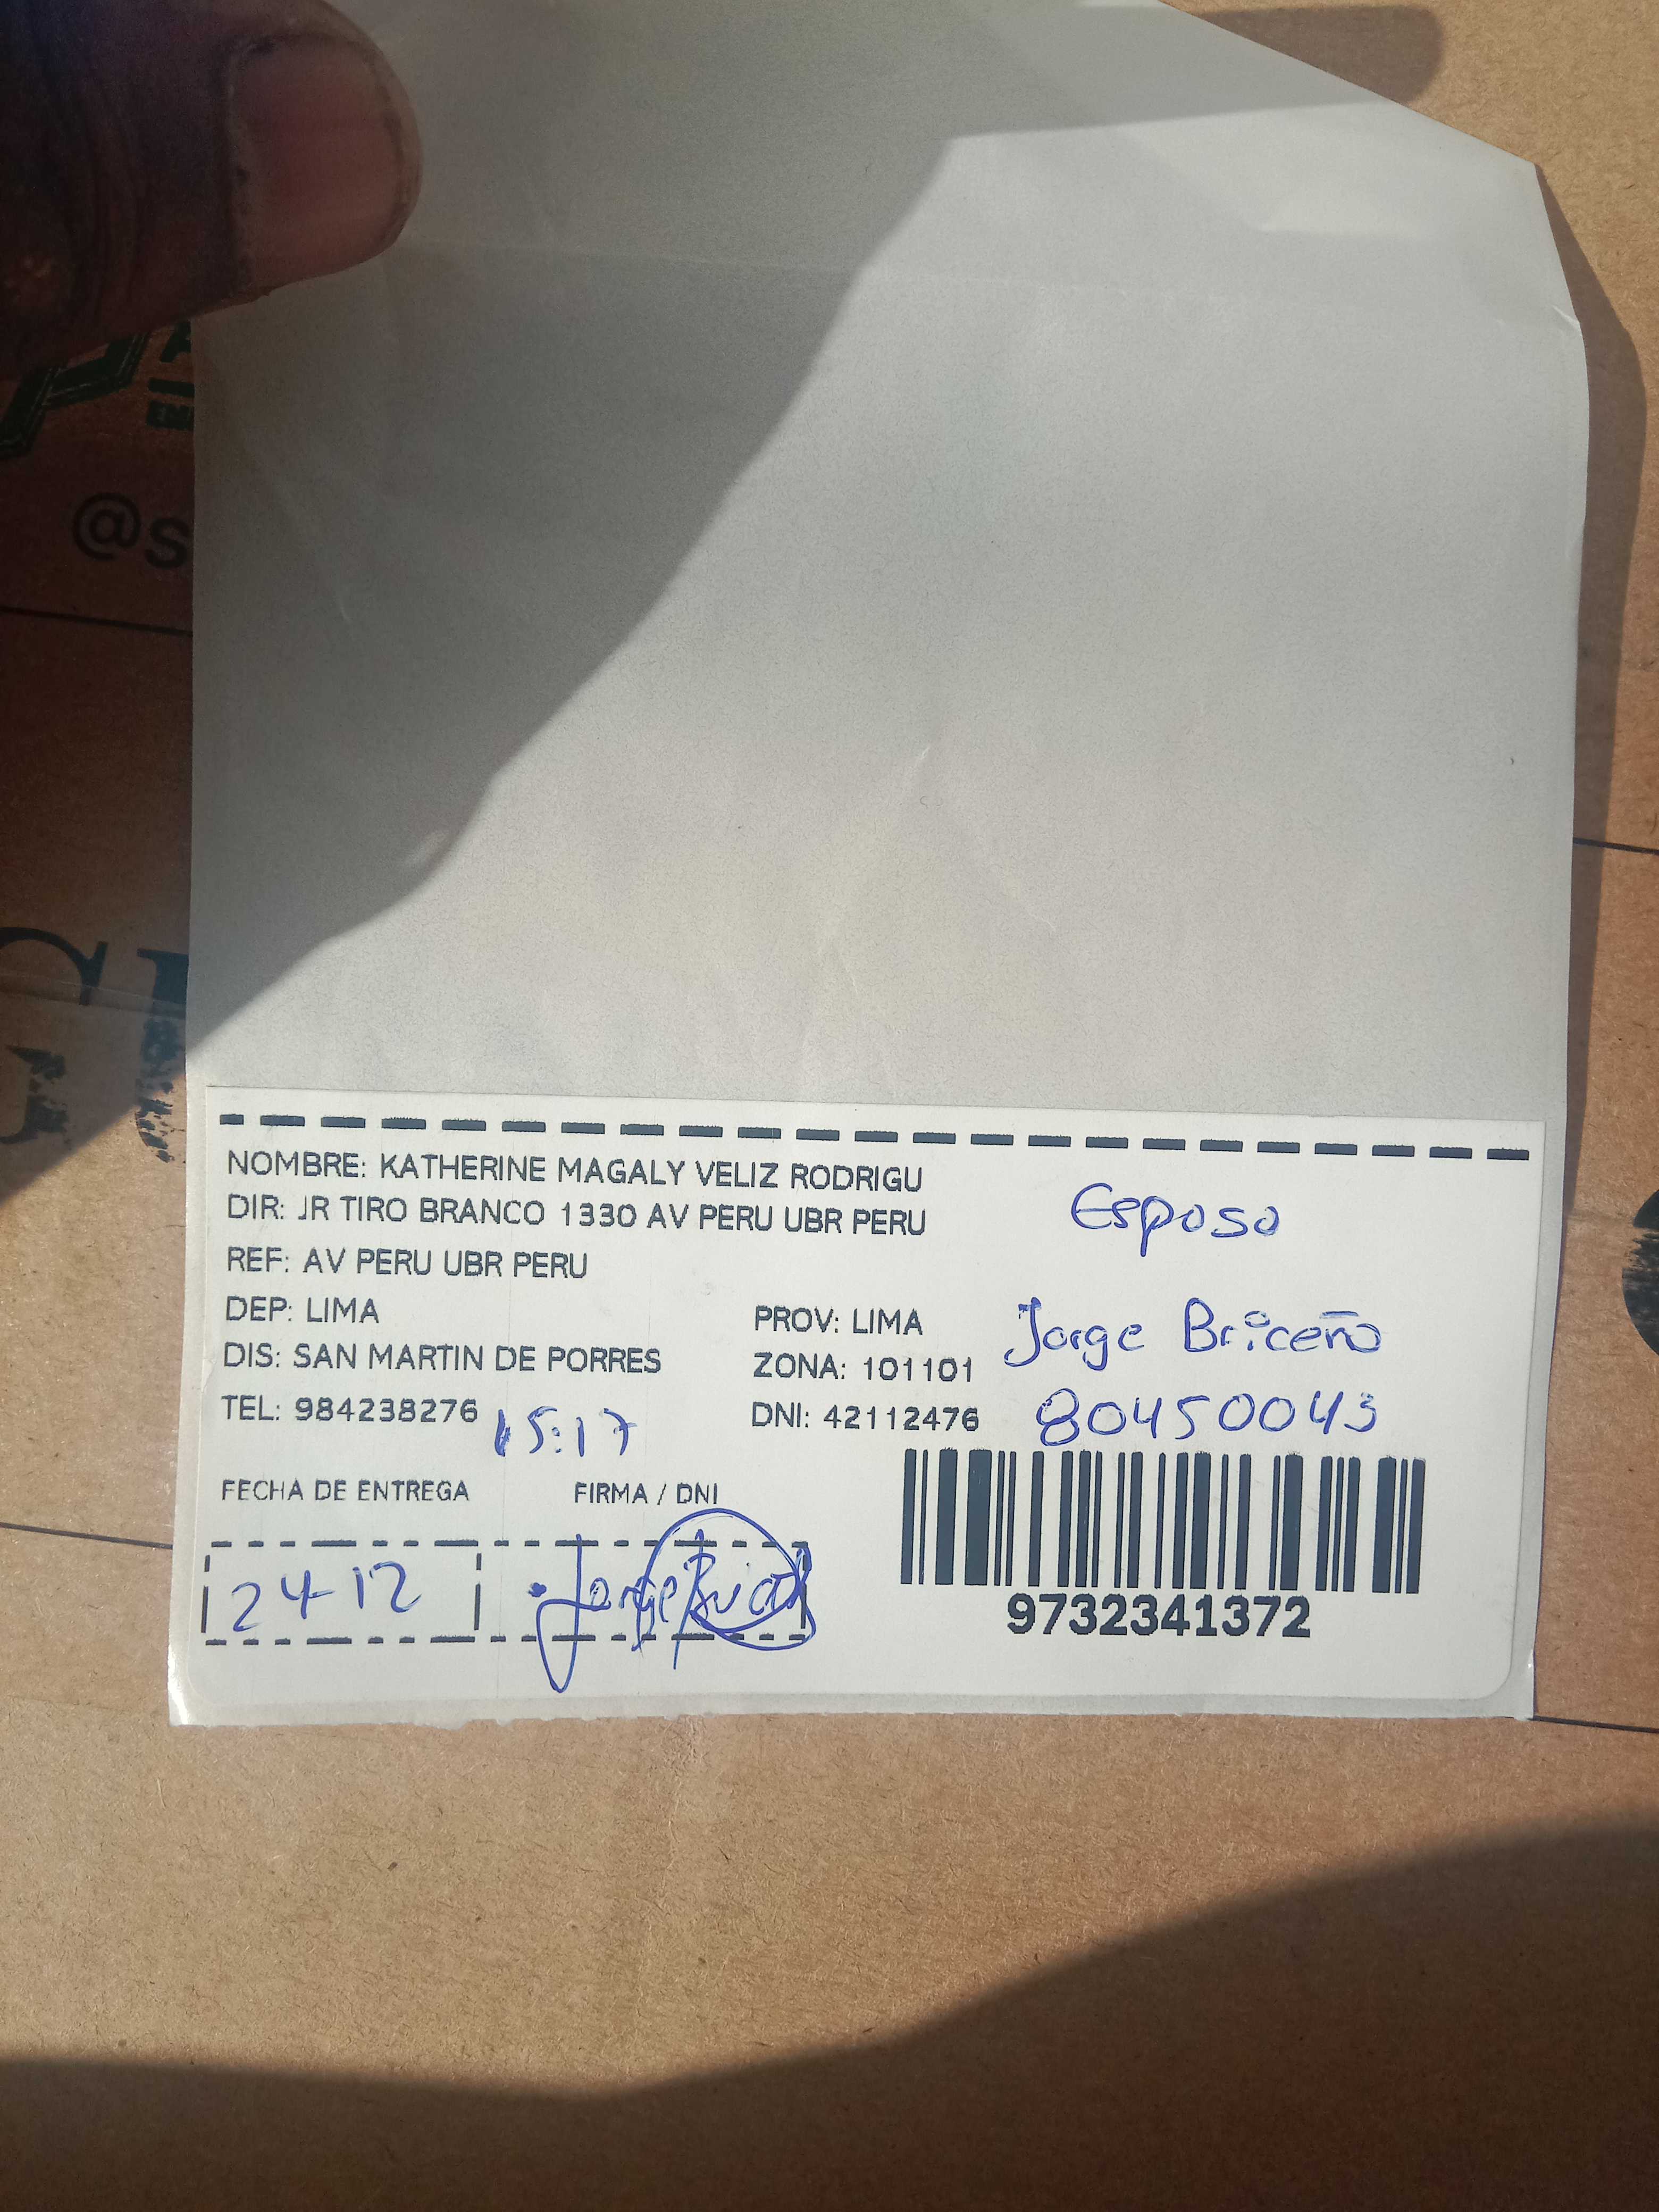 @s
NOMBRE: KATHERINE MAGALY VELIZ RODRIGU
DIR: JR TIRO BRANCO 1330 AV PERU UBR PERU
Esposo
REF: AV PERU UBR PERU
DEP: LIMA
PROV: LIMA
Jorge Briceño
DIS: SAN MARTIN DE PORRES
ZONA: 101101
TEL: 984238276
15:17
DNI: 42112476
80450043
FECHA DE ENTREGA
FIRMA / DNI
24-12
9732341372